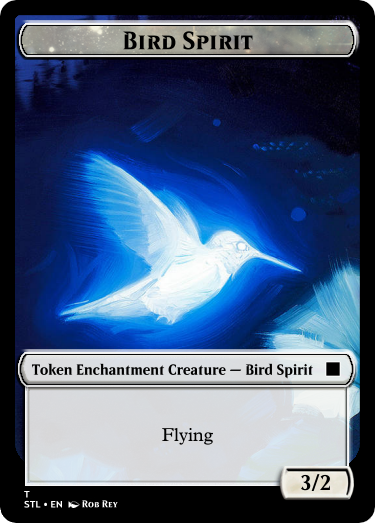 Bird Spirit
Token Enchantment Creature — Bird Spirit
Flying
3/2
T
STL • EN Rob Rey